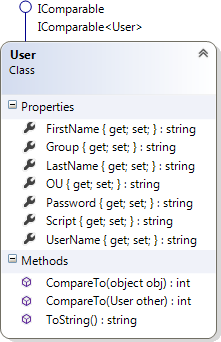 IComparable
IComparable<User>
User
Class
Properties
FirstName { get; set; } : string
Group { get; set; } : string
LastName { get; set; } : string
OU { get; set; } : string
Password { get; set; } : string
Script { get; set; } : string
UserName { get; set; } : string
Methods
CompareTo(object obj) : int
CompareTo(User other) : int
ToString() : string